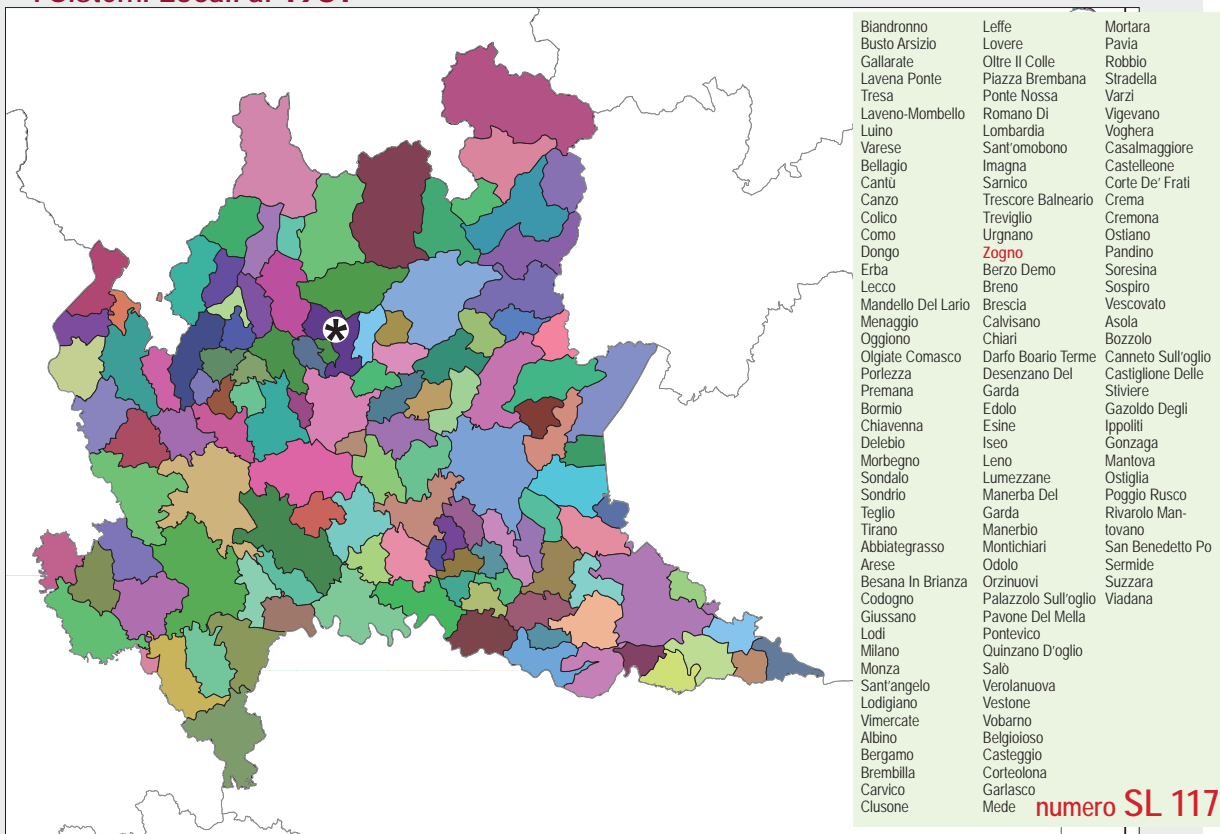 Sistemi Locali
Biandronno
Busto Arsizio
Gallarate
Lavena Ponte
Tresa
Laveno-Mombello
Luino
Varese
Bellagio
Cantù
Canzo
Colico
Como
Dongo
Erba
Lecco
Mandello Del Lario
Menaggio
Oggiono
Olgiate Comasco
Porlezza
Premana
Bormio
Chiavenna
Delebio
Morbegno
Sondalo
Sondrio
Teglio
Tirano
Abbiategrasso
Arese
Besana In Brianza
Codogno
Giussano
Lodi
Milano
Monza
Sant'angelo
Lodigiano
Vimercate
Albino
Bergamo
Brembilla
Carvico
Clusone
Leffe
Lovere
Oltre Il Colle
Piazza Brembana
Ponte Nossa
Romano Di
Lombardia
Sant'omobono
Imagna
Sarnico
Trescore Balneario
Treviglio
Urgnano
Zogno
Berzo Demo
Breno
Brescia
Calvisano
Chiari
Darfo Boario Terme
Desenzano Del
Garda
Edolo
Esine
Iseo
Leno
Lumezzane
Manerba Del
Garda
Manerbio
Montichiari
Odolo
Orzinuovi
Palazzolo Sull'oglio
Pavone Del Mella
Pontevico
Quinzano D'oglio
Salò
Verolanuova
Vestone
Vobarno
Belgioioso
Casteggio
Corteolona
Garlasco
Mede
Mortara
Pavia
Robbio
Stradella
Varzi
Vigevano
Voghera
Casalmaggiore
Castelleone
Corte De' Frati
Crema
Cremona
Ostiano
Pandino
Soresina
Sospiro
Vescovato
Asola
Bozzolo
Canneto Sull'oglio
Castiglione Delle
Stiviere
Gazoldo Degli
Ippoliti
Gonzaga
Mantova
Ostiglia
Poggio Rusco
Rivarolo Man-
tovano
San Benedetto Po
Sermide
Suzzara
Viadana
numero SL 117